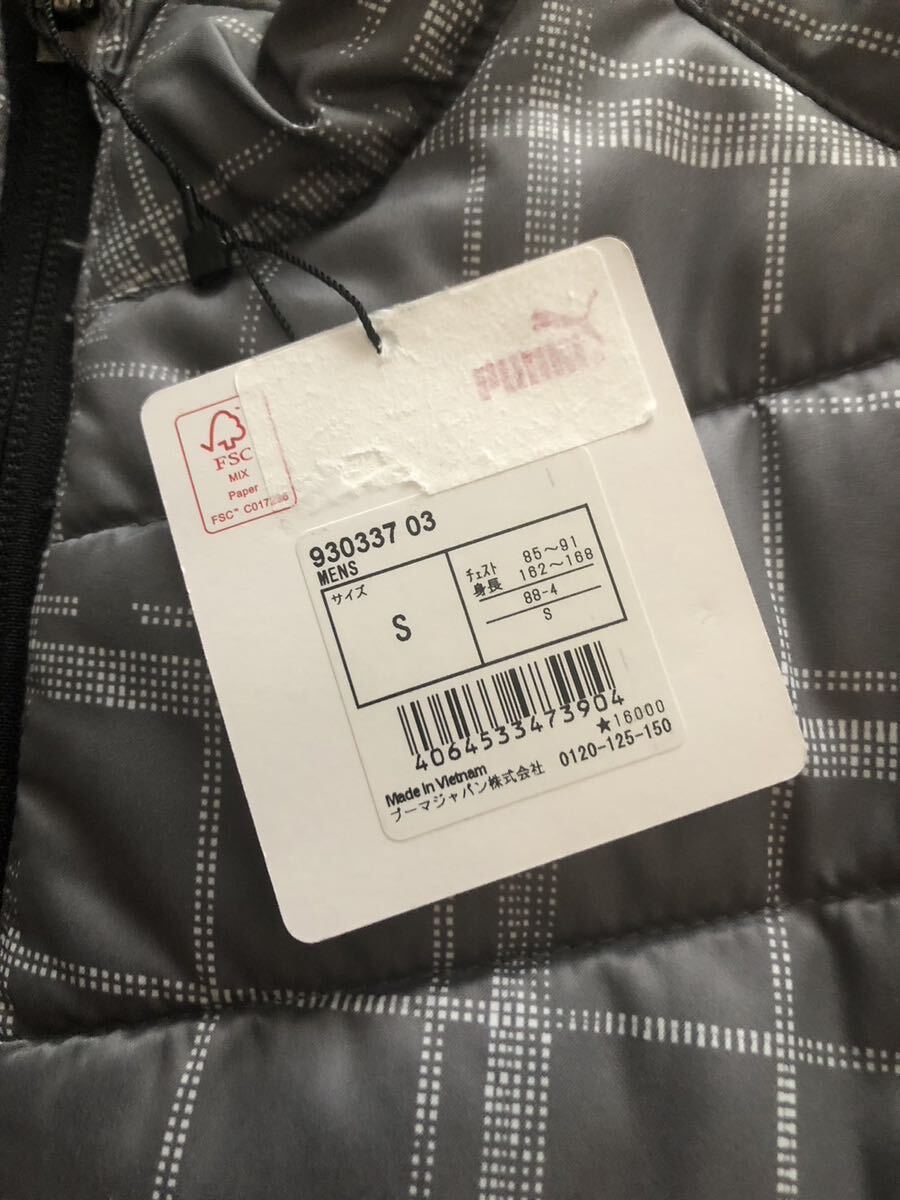 PUMA
FSC
MIX
Paper
FSC™ C017236
930337 03
MENS
サイズ
S
チェスト 85～91
身長 162～168
88-4
S
4064533473904
★16000
Made in Vietnam
プーマジャパン株式会社 0120-125-150